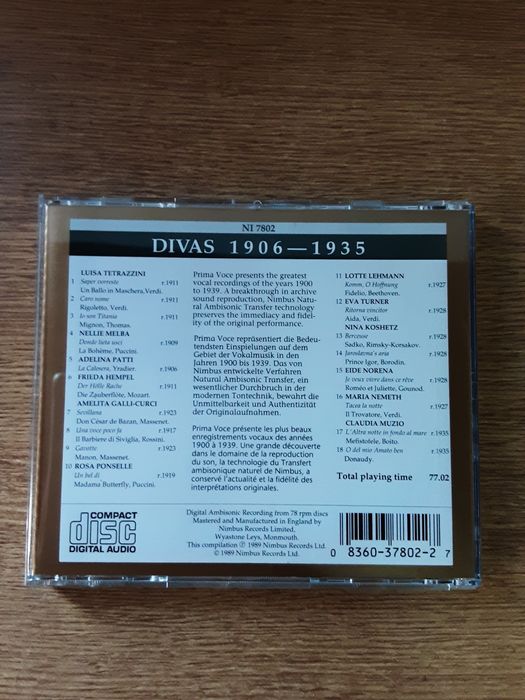 NI 7802
DIVAS 1906—1935
LUISA TETRAZZINI
1 Saper vorreste r.1911
Un Ballo in Maschera,Verdi.
2 Caro nome r.1911
Rigoletto, Verdi.
3 Io son Titania r.1911
Mignon, Thomas.
4 NELLIE MELBA
Donde lieta uscì r.1909
La Bohème, Puccini.
5 ADELINA PATTI
La Calosera, Yradier. r.1906
6 FRIEDA HEMPEL
Der Hölle Rache r.1911
Die Zauberflöte, Mozart.
AMELITA GALLI-CURCI
7 Sevillana r.1923
Don César de Bazan, Massenet.
8 Una voce poco fa r.1917
Il Barbiere di Siviglia, Rossini.
9 Gavotte r.1923
Manon, Massenet.
10 ROSA PONSELLE
Un bel dì r.1919
Madama Butterfly, Puccini.
Prima Voce presents the greatest
vocal recordings of the years 1900
to 1939. A breakthrough in archive
sound reproduction, Nimbus Natu-
ral Ambisonic Transfer technology
preserves the immediacy and fidel-
ity of the original performance.
Prima Voce repräsentiert die Bedeu-
tendsten Einspielungen auf dem
Gebiet der Vokalmusik in den
Jahren 1900 bis 1939. Das von
Nimbus entwickelte Verfahren
Natural Ambisonic Transfer, ein
wesentlicher Durchbruch in der
modernen Tontechnik, bewahrt die
Unmittelbarkeit und Authentizität
der Originalaufnahmen.
Prima Voce présente les plus beaux
enregistrements vocaux des années
1900 à 1939. Une grande découverte
dans le domaine de la reproduction
du son, la technologie du Transfert
ambisonique naturel de Nimbus, a
conservé l'actualité et la fidélité des
interprétations originales.
11 LOTTE LEHMANN
Komm, O Hoffnung r.1927
Fidelio, Beethoven.
12 EVA TURNER
Ritorna vincitor r.1928
Aida, Verdi.
NINA KOSHETZ
13 Berceuse r.1928
Sadko, Rimsky-Korsakov.
14 Jaroslavna's aria r.1928
Prince Igor, Borodin.
15 EIDE NORENA
Je veux vivre dans ce rêve r.1928
Roméo et Juliette, Gounod.
16 MARIA NEMETH
Tacea la notte r.1927
Il Trovatore, Verdi.
CLAUDIA MUZIO
17 L'Altra notte in fondo al mare r.1935
Mefistofele, Boito.
18 O del mio Amato ben r.1935
Donaudy.
Total playing time 77.02
COMPACT
disc
DIGITAL AUDIO
Digital Ambisonic Recording from 78 rpm discs
Mastered and Manufactured in England by
Nimbus Records Limited,
Wyastone Leys, Monmouth.
This compilation ℗ 1989 Nimbus Records Ltd.
© 1989 Nimbus Records Ltd.
0 8360-37802-2 7